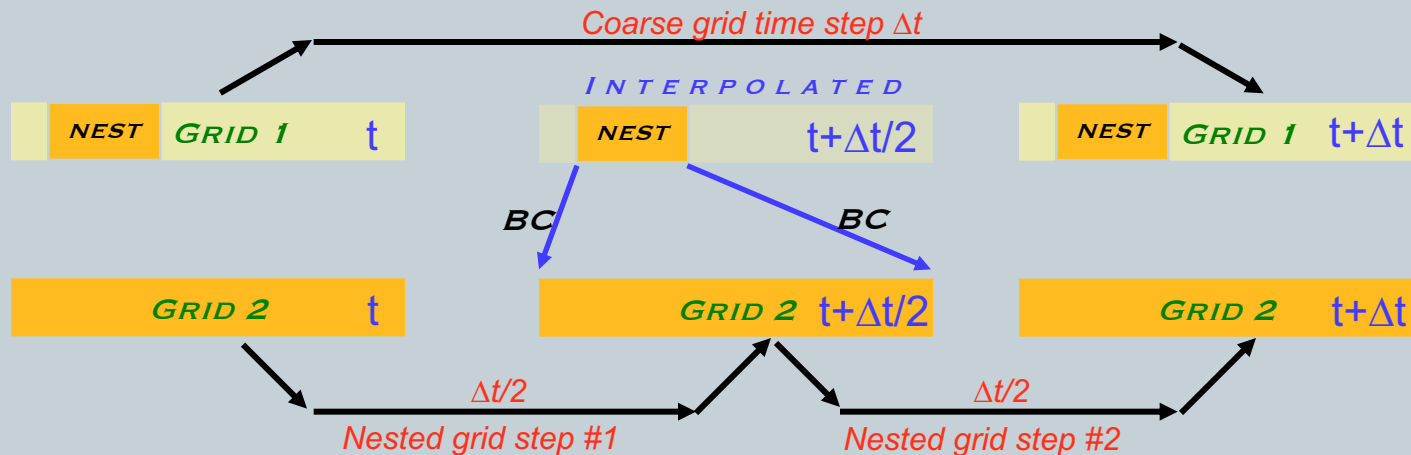 Coarse grid time step Δt
INTERPOLATED
NEST GRID 1 t
NEST t+Δt/2
NEST GRID 1 t+Δt
BC
BC
GRID 2 t
GRID 2 t+Δt/2
GRID 2 t+Δt
Δt/2
Nested grid step #1
Δt/2
Nested grid step #2